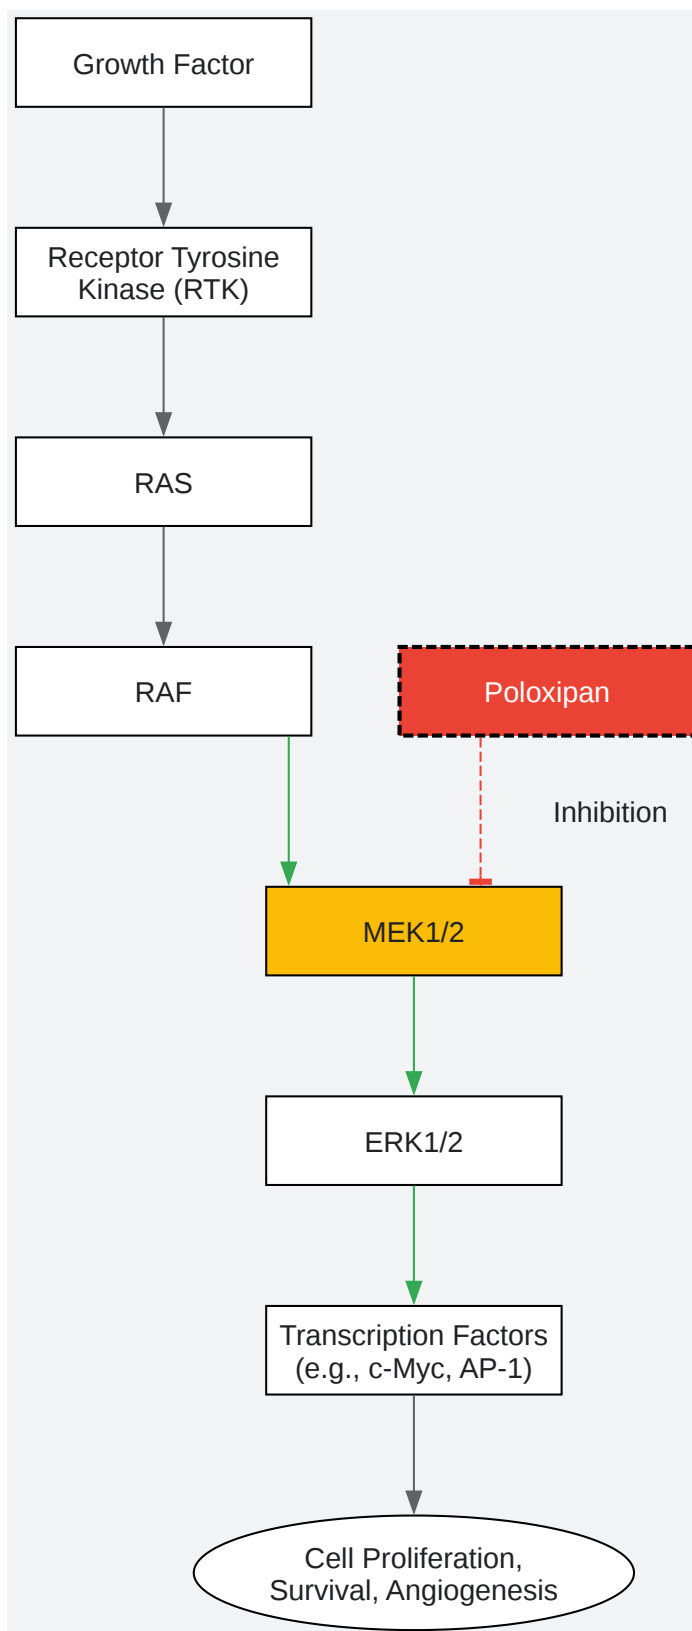 Growth Factor
Receptor Tyrosine
Kinase (RTK)
RAS
RAF
Poloxipan
Inhibition
MEK1/2
ERK1/2
Transcription Factors
(e.g., c-Myc, AP-1)
Cell Proliferation,
Survival, Angiogenesis